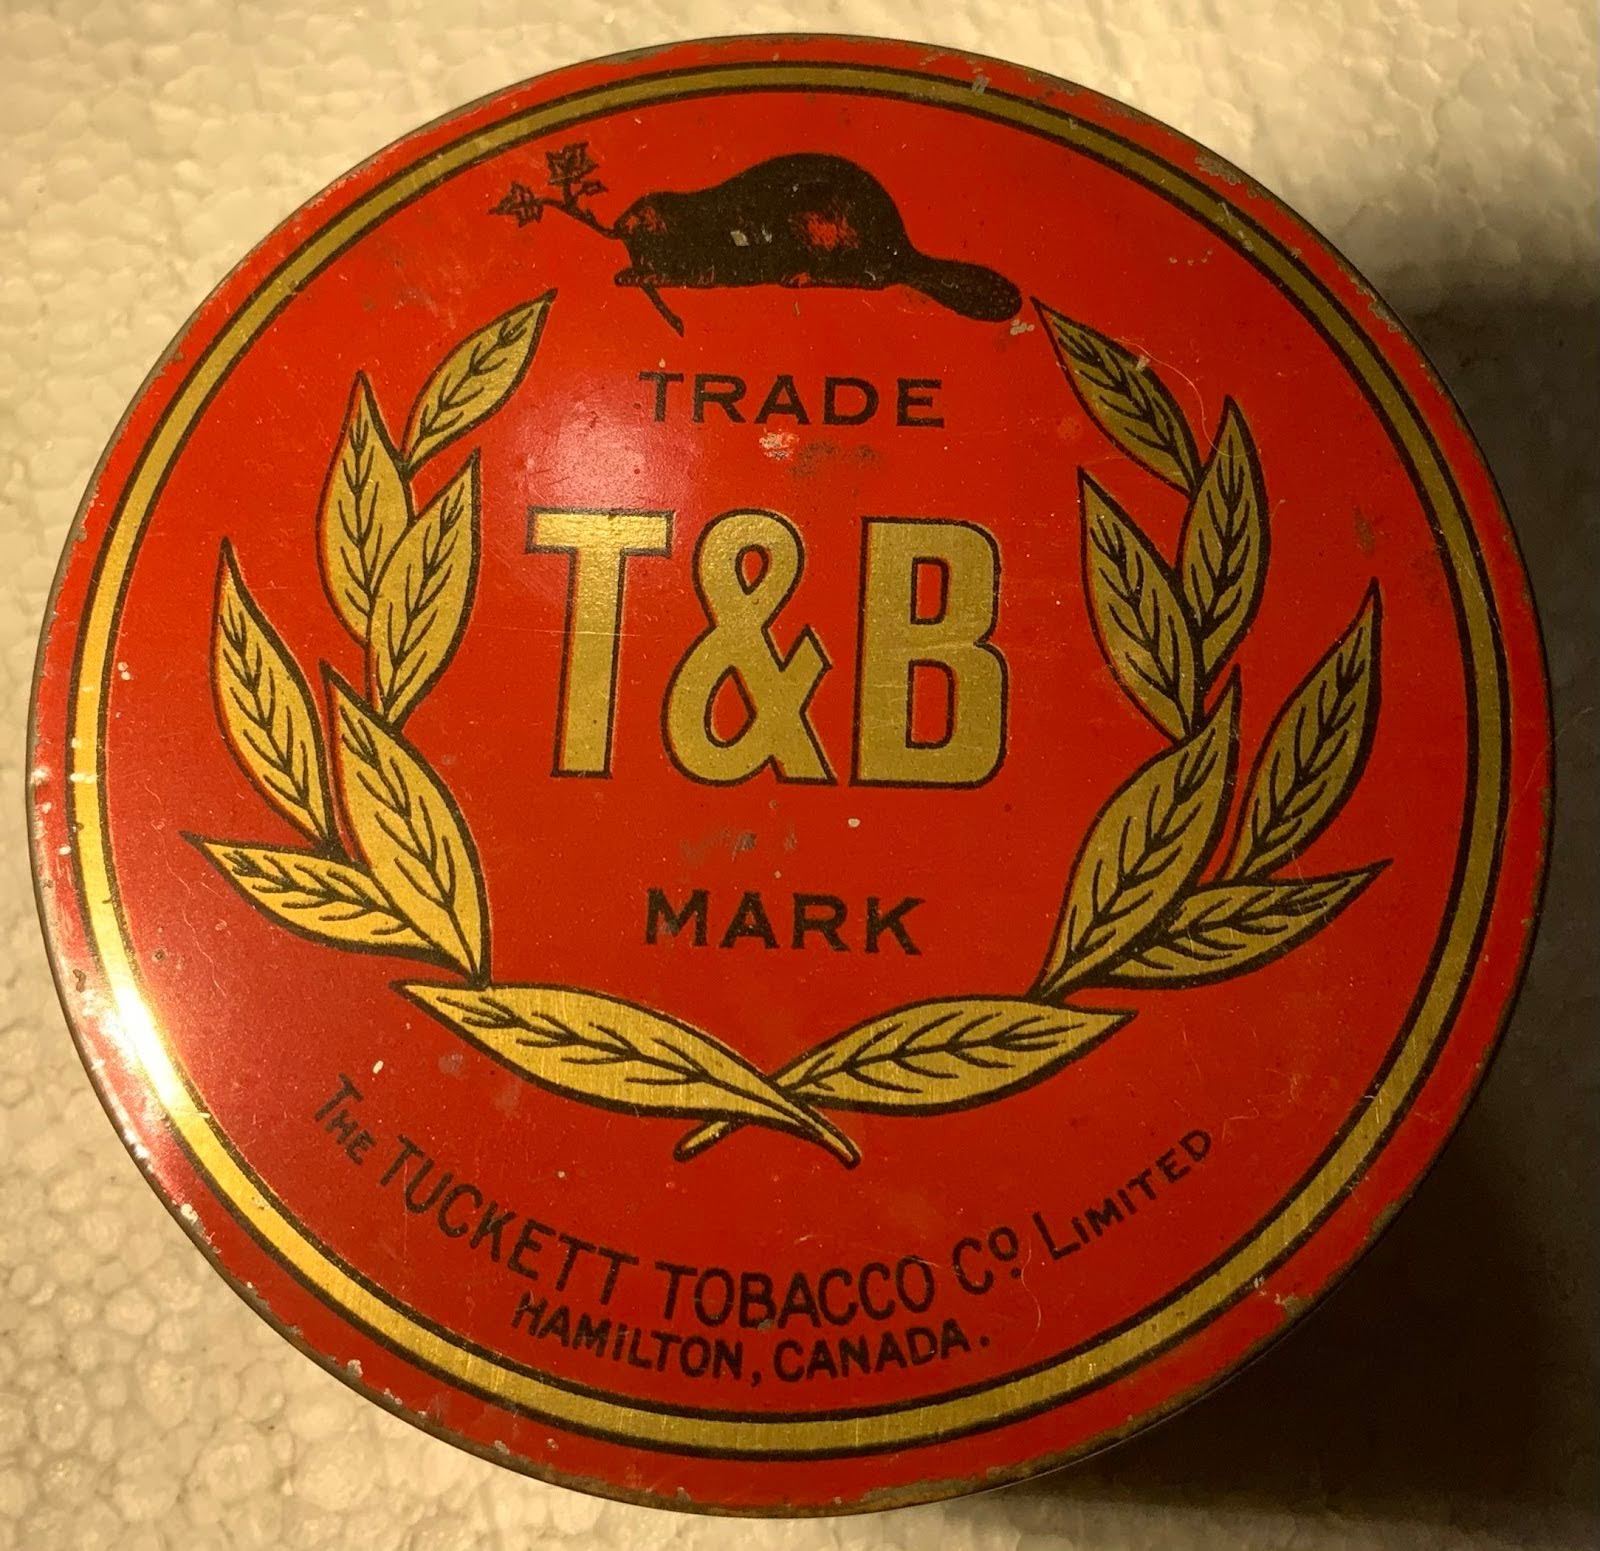 TRADE
T&B
MARK
THE TUCKETT TOBACCO Cº LIMITED
HAMILTON, CANADA.